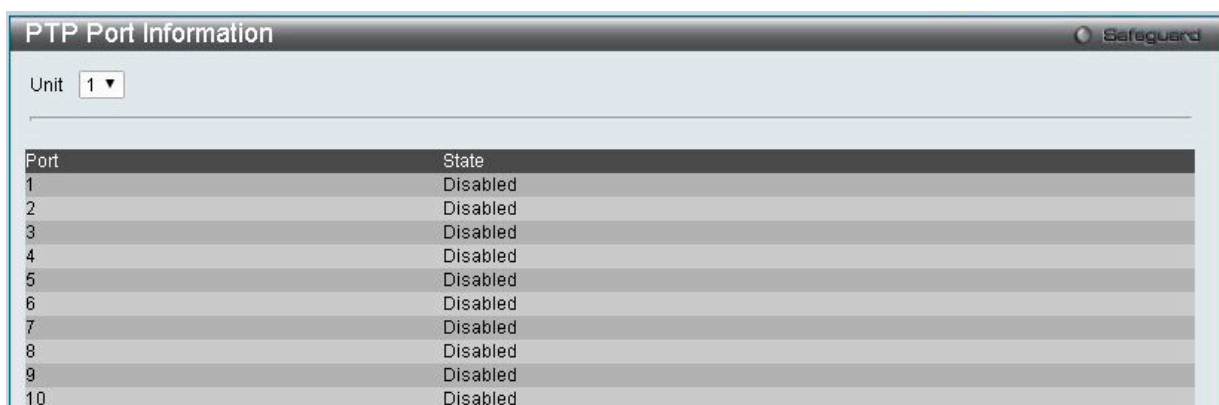 PTP Port Information
Safeguard
Unit 1
Port State
1 Disabled
2 Disabled
3 Disabled
4 Disabled
5 Disabled
6 Disabled
7 Disabled
8 Disabled
9 Disabled
10 Disabled